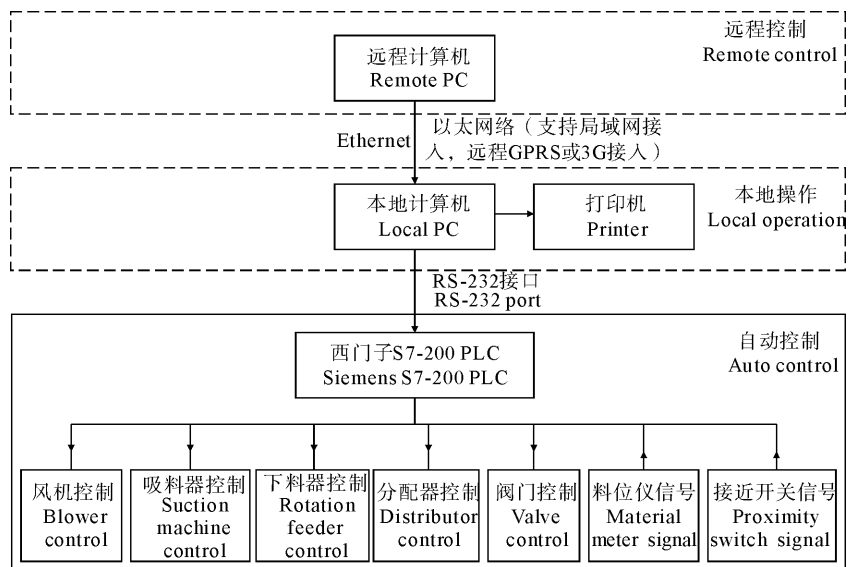 远程控制
Remote control
远程计算机
Remote PC
Ethernet
以太网络（支持局域网接
入，远程GPRS或3G接入）
本地计算机
Local PC
打印机
Printer
本地操作
Local operation
RS-232接口
RS-232 port
西门子S7-200 PLC
Siemens S7-200 PLC
自动控制
Auto control
风机控制
Blower
control
吸料器控制
Suction
machine
control
下料器控制
Rotation
feeder
control
分配器控制
Distributor
control
阀门控制
Valve
control
料位仪信号
Material
meter signal
接近开关信号
Proximity
switch signal